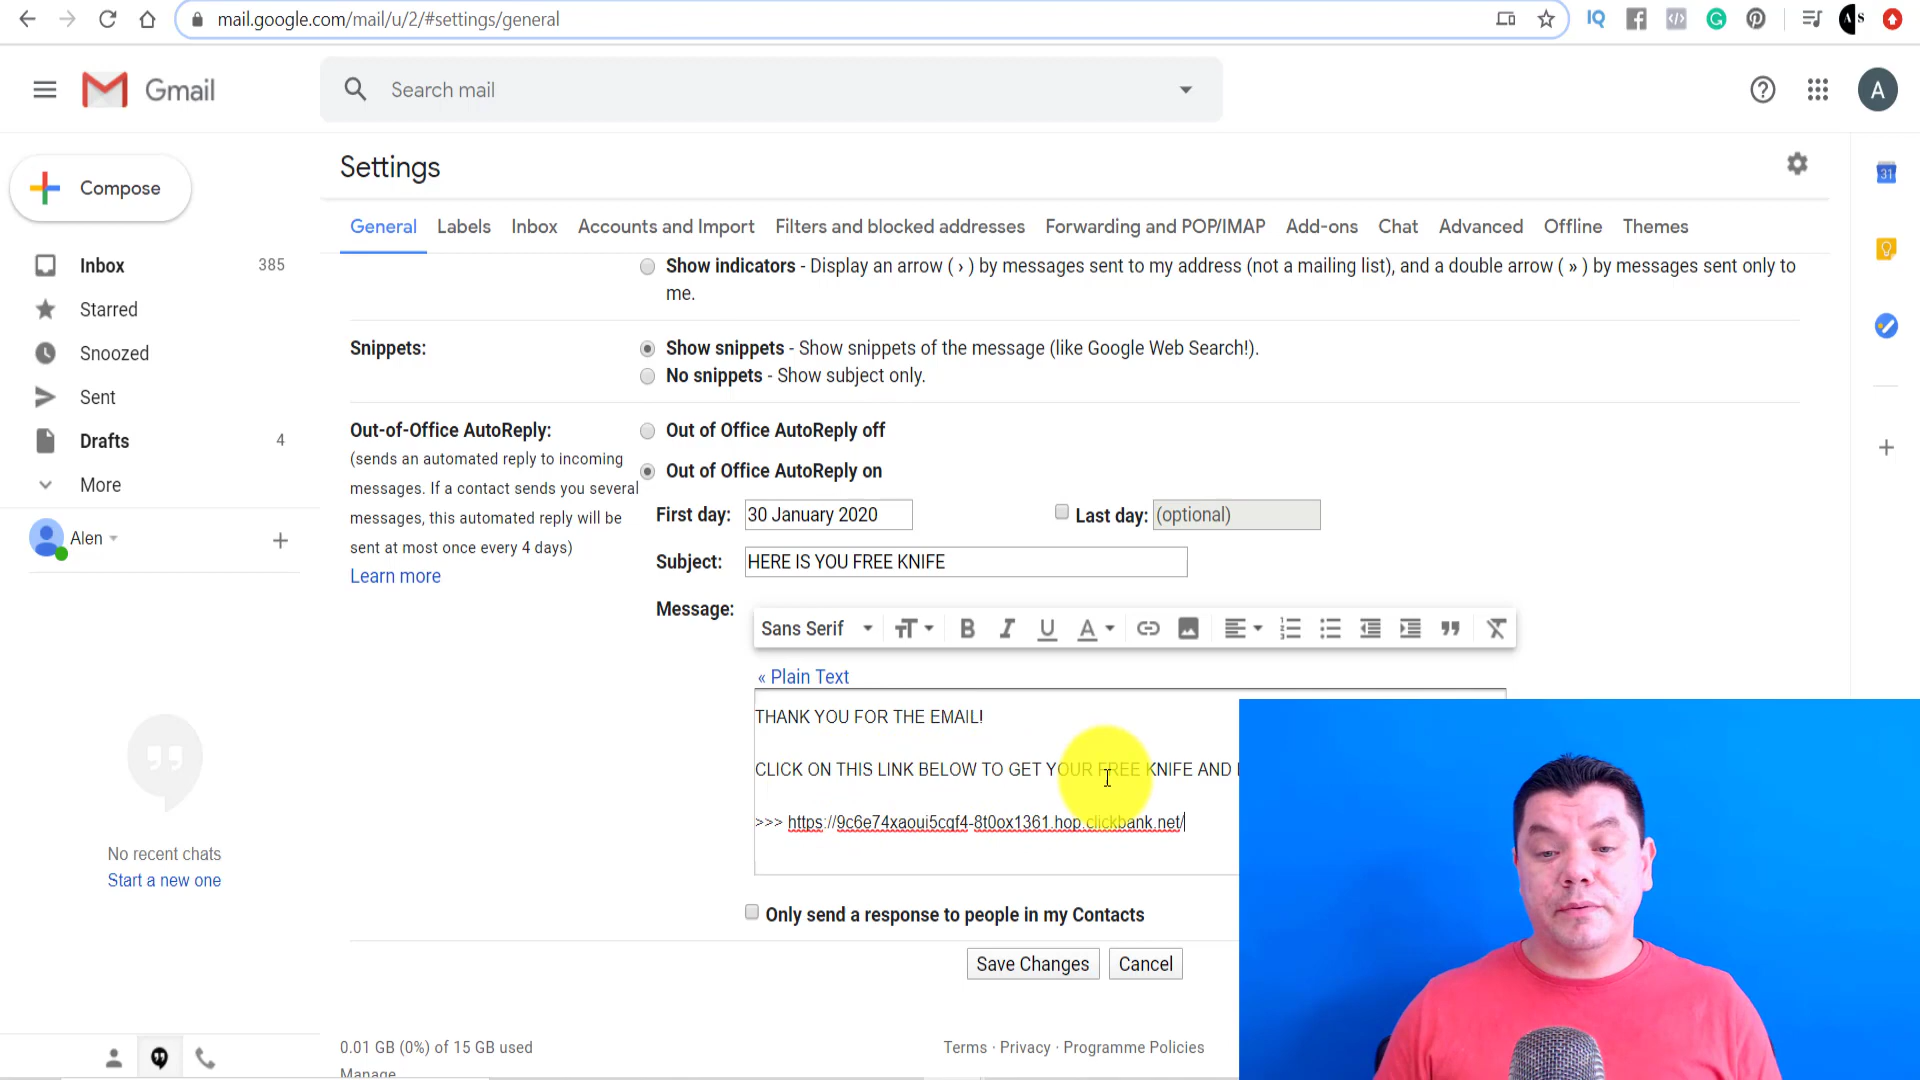 mail.google.com/mail/u/2/#settings/general
IQ
AS
Gmail
Search mail
A
Settings
Compose
31
General Labels Inbox Accounts and Import Filters and blocked addresses Forwarding and POP/IMAP Add-ons Chat Advanced Offline Themes
Show indicators - Display an arrow ( › ) by messages sent to my address (not a mailing list), and a double arrow ( » ) by messages sent only to
me.
Inbox 385
Starred
Snoozed
Sent
Drafts 4
More
Alen
Snippets:
Show snippets - Show snippets of the message (like Google Web Search!).
No snippets - Show subject only.
Out-of-Office AutoReply:
(sends an automated reply to incoming
messages. If a contact sends you several
messages, this automated reply will be
sent at most once every 4 days)
Learn more
Out of Office AutoReply off
Out of Office AutoReply on
First day: 30 January 2020 Last day: (optional)
Subject: HERE IS YOU FREE KNIFE
Message:
Sans Serif
« Plain Text
THANK YOU FOR THE EMAIL!
CLICK ON THIS LINK BELOW TO GET YOUR FREE KNIFE AND
>>> https://9c6e74xaoui5cqf4-8t0ox1361.hop.clickbank.net/
Only send a response to people in my Contacts
Save Changes Cancel
No recent chats
Start a new one
0.01 GB (0%) of 15 GB used
Manage
Terms · Privacy · Programme Policies